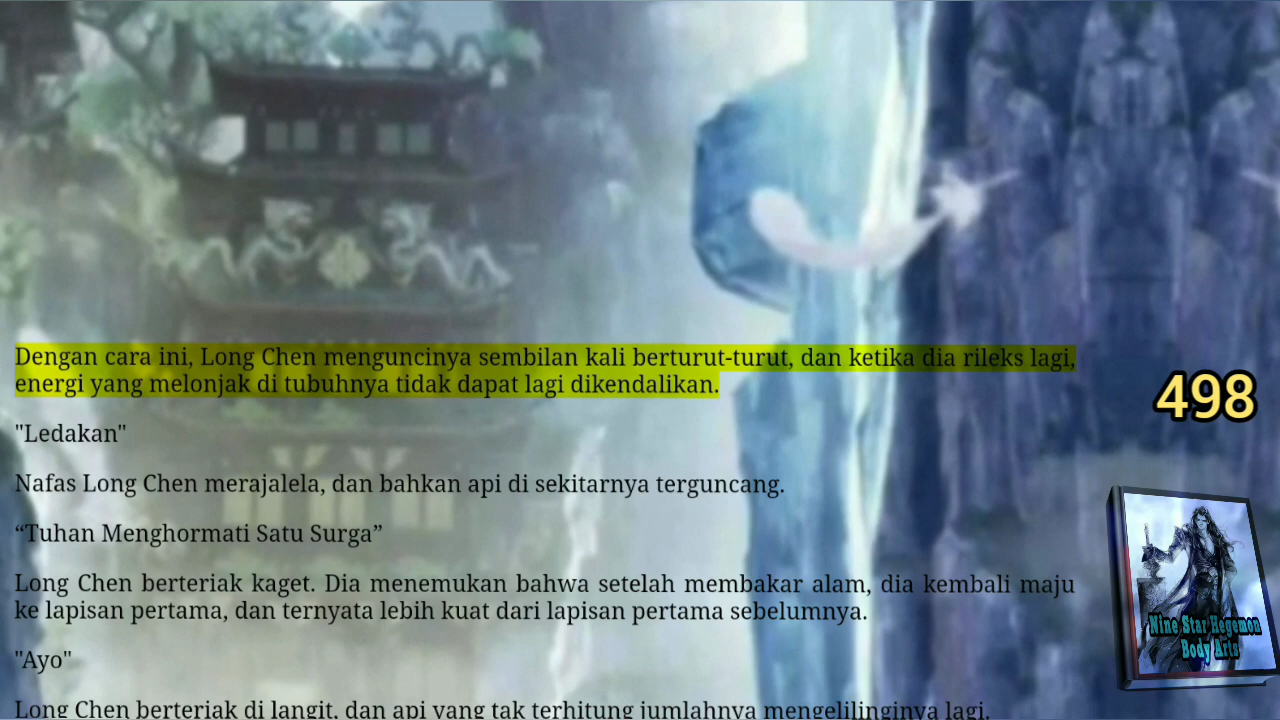 Dengan cara ini, Long Chen menguncinya sembilan kali berturut-turut, dan ketika dia rileks lagi,
energi yang melonjak di tubuhnya tidak dapat lagi dikendalikan.
"Ledakan"
Nafas Long Chen merajalela, dan bahkan api di sekitarnya terguncang.
“Tuhan Menghormati Satu Surga”
Long Chen berteriak kaget. Dia menemukan bahwa setelah membakar alam, dia kembali maju
ke lapisan pertama, dan ternyata lebih kuat dari lapisan pertama sebelumnya.
"Ayo"
Long Chen berteriak di langit, dan api yang tak terhitung jumlahnya mengelilinginya lagi.
498
Nine Star Hegemon
Body Arts